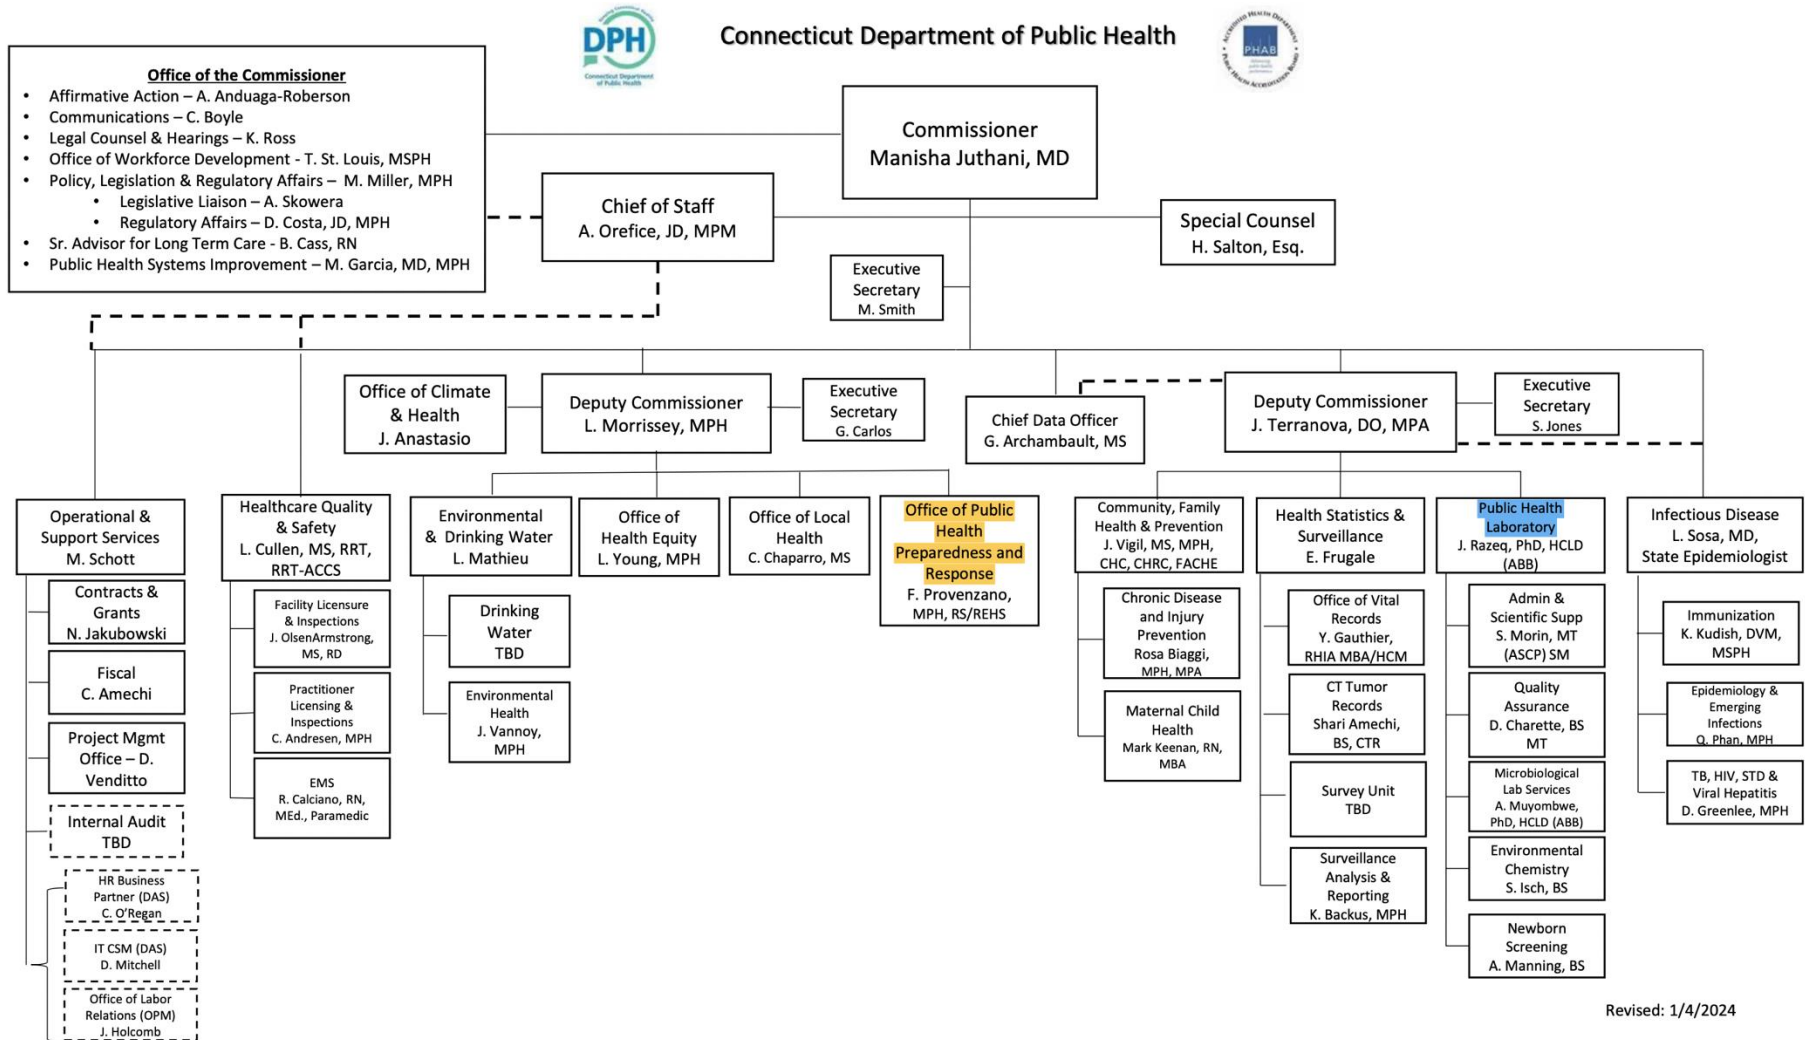 DPH
Connecticut Department
of Public Health
Connecticut Department of Public Health
ACCREDITED HEALTH DEPARTMENT
PHAB
PUBLIC HEALTH ACCREDITATION BOARD
Office of the Commissioner
• Affirmative Action – A. Anduaga-Roberson
• Communications – C. Boyle
• Legal Counsel & Hearings – K. Ross
• Office of Workforce Development - T. St. Louis, MSPH
• Policy, Legislation & Regulatory Affairs – M. Miller, MPH
• Legislative Liaison – A. Skowera
• Regulatory Affairs – D. Costa, JD, MPH
• Sr. Advisor for Long Term Care - B. Cass, RN
• Public Health Systems Improvement – M. Garcia, MD, MPH
Commissioner
Manisha Juthani, MD
Chief of Staff
A. Orefice, JD, MPM
Special Counsel
H. Salton, Esq.
Executive
Secretary
M. Smith
Office of Climate
& Health
J. Anastasio
Deputy Commissioner
L. Morrissey, MPH
Executive
Secretary
G. Carlos
Chief Data Officer
G. Archambault, MS
Deputy Commissioner
J. Terranova, DO, MPA
Executive
Secretary
S. Jones
Operational &
Support Services
M. Schott
Contracts &
Grants
N. Jakubowski
Fiscal
C. Amechi
Project Mgmt
Office – D.
Venditto
Internal Audit
TBD
HR Business
Partner (DAS)
C. O'Regan
IT CSM (DAS)
D. Mitchell
Office of Labor
Relations (OPM)
J. Holcomb
Healthcare Quality
& Safety
L. Cullen, MS, RRT,
RRT-ACCS
Facility Licensure
& Inspections
J. OlsenArmstrong,
MS, RD
Practitioner
Licensing &
Inspections
C. Andresen, MPH
EMS
R. Calciano, RN,
MEd., Paramedic
Environmental
& Drinking Water
L. Mathieu
Drinking
Water
TBD
Environmental
Health
J. Vannoy,
MPH
Office of
Health Equity
L. Young, MPH
Office of Local
Health
C. Chaparro, MS
Office of Public
Health
Preparedness and
Response
F. Provenzano,
MPH, RS/REHS
Community, Family
Health & Prevention
J. Vigil, MS, MPH,
CHC, CHRC, FACHE
Chronic Disease
and Injury
Prevention
Rosa Biaggi,
MPH, MPA
Maternal Child
Health
Mark Keenan, RN,
MBA
Health Statistics &
Surveillance
E. Frugale
Office of Vital
Records
Y. Gauthier,
RHIA MBA/HCM
CT Tumor
Records
Shari Amechi,
BS, CTR
Survey Unit
TBD
Surveillance
Analysis &
Reporting
K. Backus, MPH
Public Health
Laboratory
J. Razeq, PhD, HCLD
(ABB)
Admin &
Scientific Supp
S. Morin, MT
(ASCP) SM
Quality
Assurance
D. Charette, BS
MT
Microbiological
Lab Services
A. Muyombwe,
PhD, HCLD (ABB)
Environmental
Chemistry
S. Isch, BS
Newborn
Screening
A. Manning, BS
Infectious Disease
L. Sosa, MD,
State Epidemiologist
Immunization
K. Kudish, DVM,
MSPH
Epidemiology &
Emerging
Infections
Q. Phan, MPH
TB, HIV, STD &
Viral Hepatitis
D. Greenlee, MPH
Revised: 1/4/2024